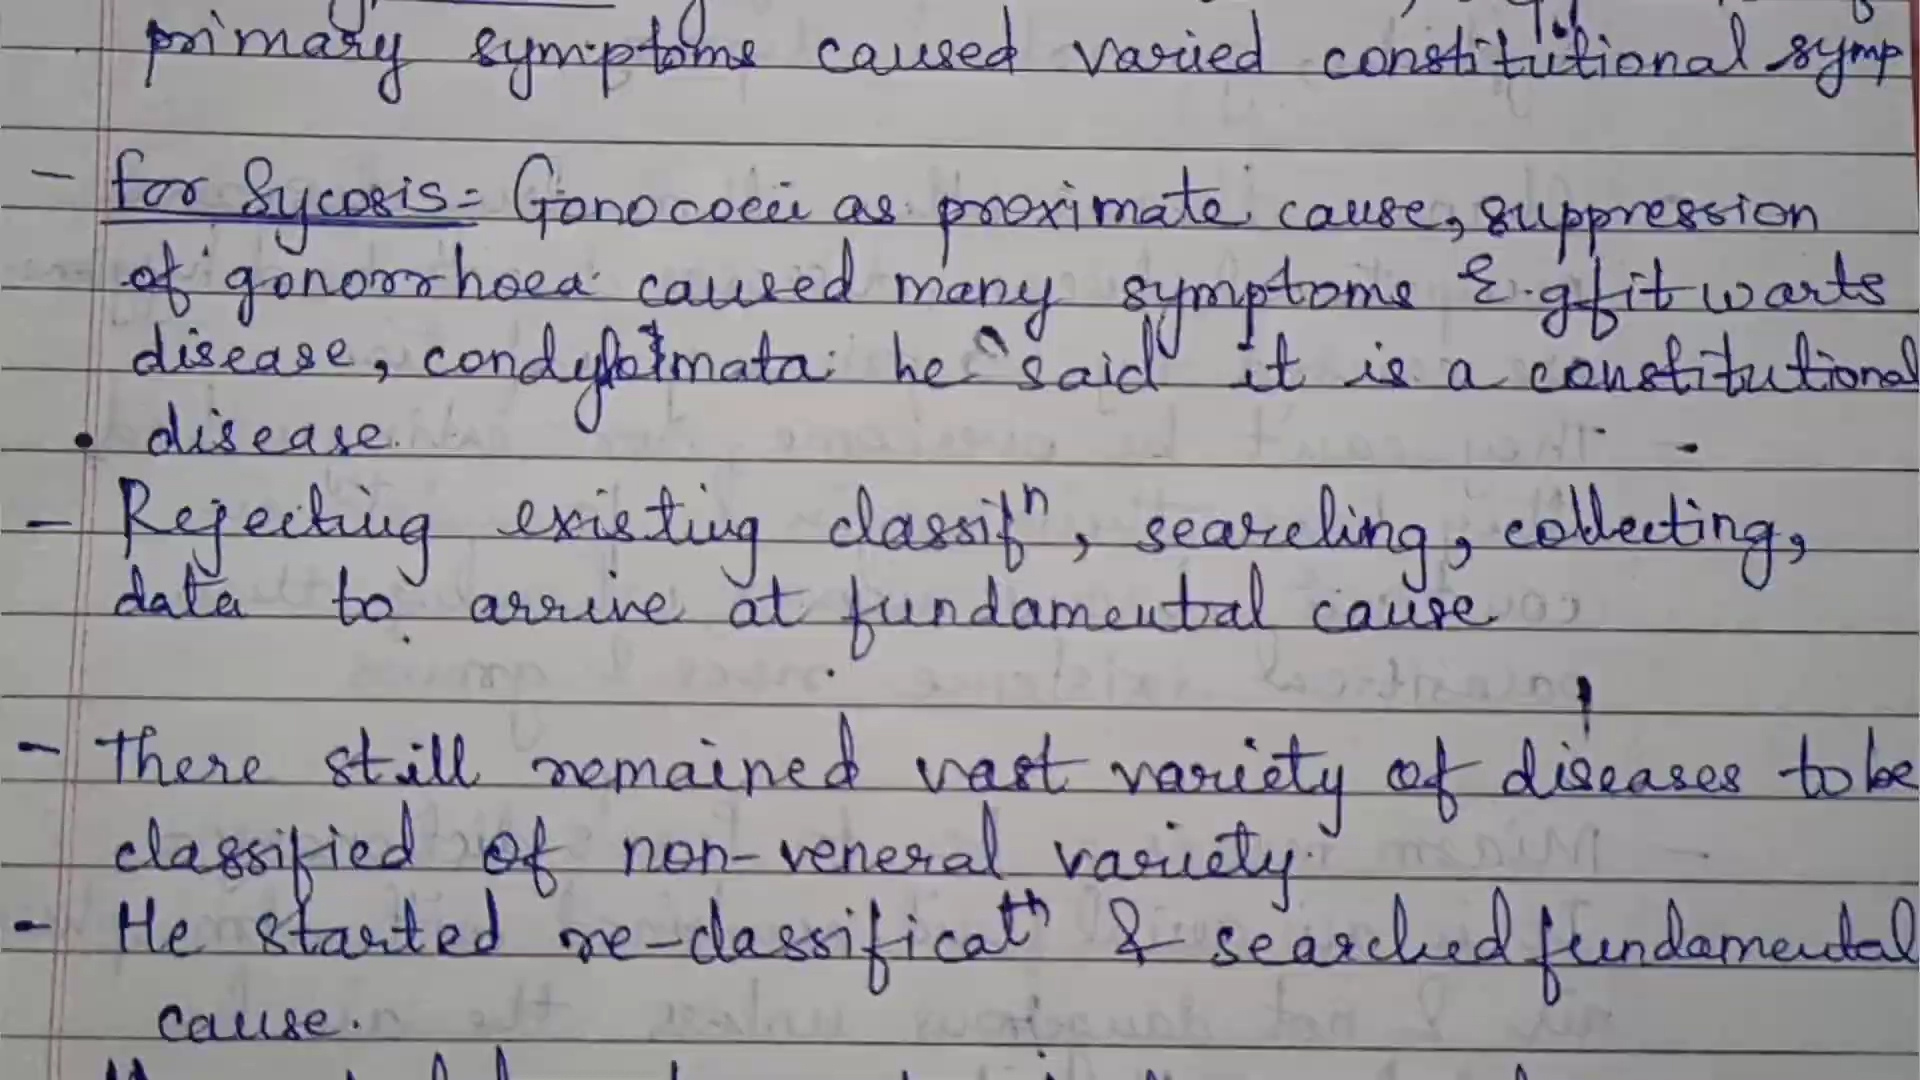 primary symptoms caused varied constitutional symp
- for Sycosis = Gonococci as proximate cause, suppression
of gonorrhoea caused many symptoms E.g fit warts
disease, condylomata he said it is a constitutional
• disease.
- Rejecting existing classifⁿ, searching, collecting,
data to arrive at fundamental cause
- There still remained vast variety of diseases to be
classified of non-veneral variety.
- He started re-classificatⁿ & searched fundamental
cause.